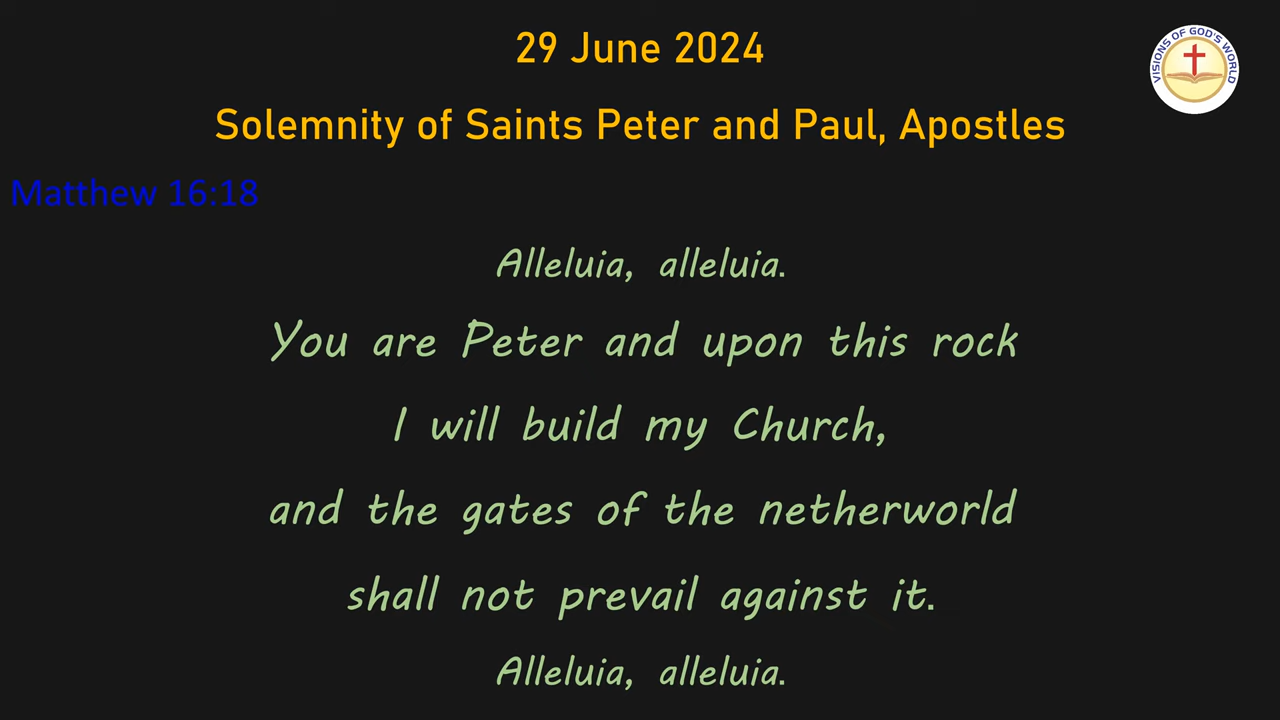 29 June 2024
VISIONS OF GOD'S WORLD
Solemnity of Saints Peter and Paul, Apostles
Matthew 16:18
Alleluia, alleluia.
You are Peter and upon this rock
I will build my Church,
and the gates of the netherworld
shall not prevail against it.
Alleluia, alleluia.